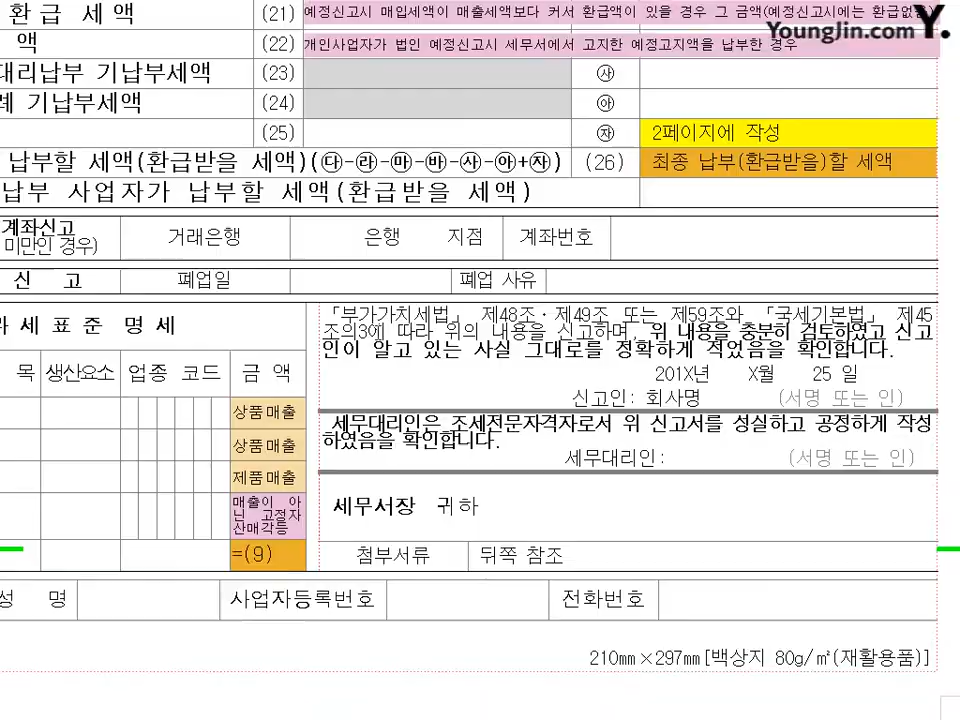 환 급 세 액 (21) 예정신고시 매입세액이 매출세액보다 커서 환급액이 있을 경우 그 금액(예정신고시에는 환급없음)
YoungJin.com Y.
액 (22) 개인사업자가 법인 예정신고시 세무서에서 고지한 예정고지액을 납부한 경우
대리납부 기납부세액 (23) ㉴
례 기납부세액 (24) ㉵
(25) ㉶ 2페이지에 작성
납부할 세액(환급받을 세액)(㉰-㉱-㉲-㉳-㉴-㉵+㉶) (26) 최종 납부(환급받을)할 세액
납부 사업자가 납부할 세액(환급받을 세액)
계좌신고
미만인 경우) 거래은행 은행 지점 계좌번호
신 고 폐업일 폐업 사유
과 세 표 준 명 세
목 생산요소 업종 코드 금 액
상품매출
상품매출
제품매출
매출이 아
닌 고정자
산매각등
=(9)
「부가가치세법」 제48조·제49조 또는 제59조와 「국세기본법」 제45
조의3에 따라 위의 내용을 신고하며, 위 내용을 충분히 검토하였고 신고
인이 알고 있는 사실 그대로를 정확하게 적었음을 확인합니다.
201X년 X월 25 일
신고인: 회사명 (서명 또는 인)
세무대리인은 조세전문자격자로서 위 신고서를 성실하고 공정하게 작성
하였음을 확인합니다.
세무대리인: (서명 또는 인)
세무서장 귀하
첨부서류 뒤쪽 참조
성 명 사업자등록번호 전화번호
210㎜×297㎜[백상지 80g/㎡(재활용품)]